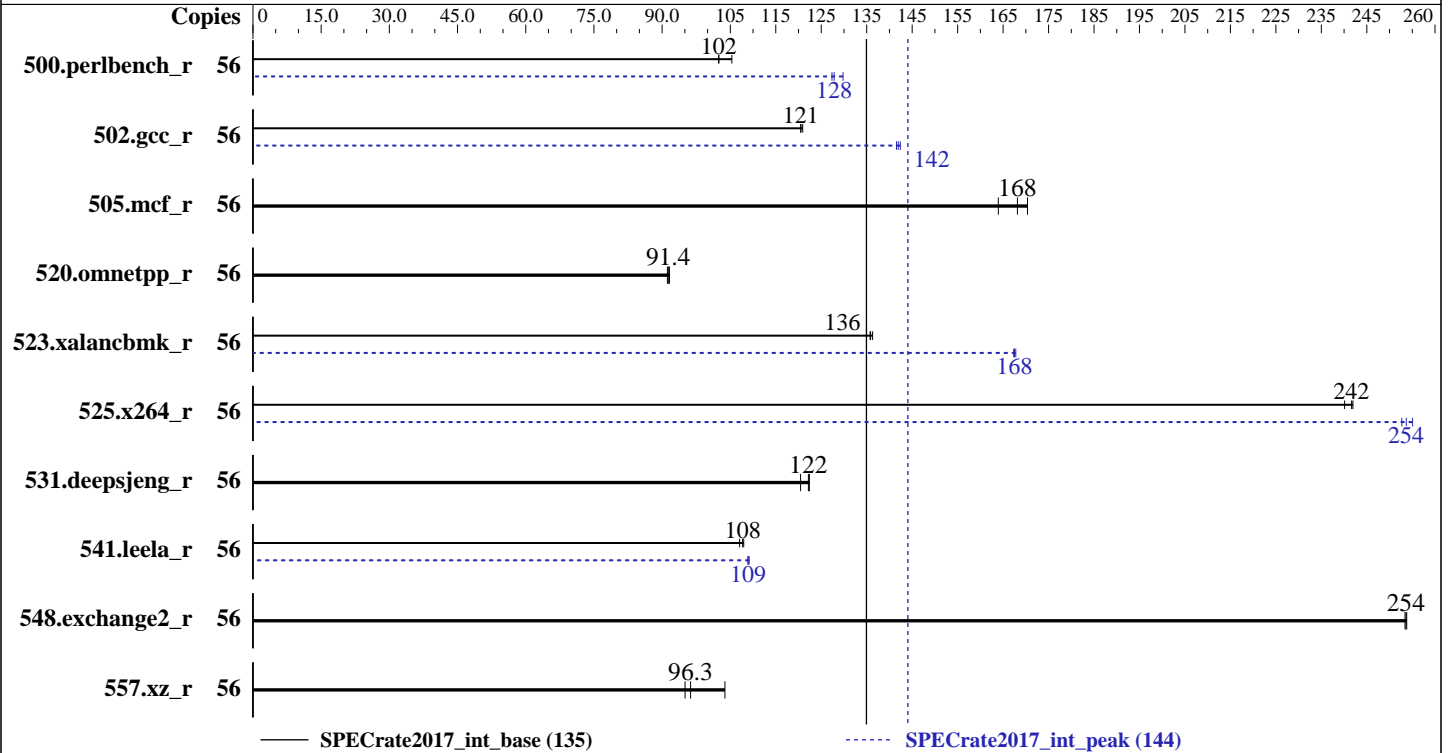 Copies 0 15.0 30.0 45.0 60.0 75.0 90.0 105 115 125 135 145 155 165 175 185 195 205 215 225 235 245 260
102
500.perlbench_r 56
128
121
502.gcc_r 56
142
168
505.mcf_r 56
91.4
520.omnetpp_r 56
136
523.xalancbmk_r 56
168
242
525.x264_r 56
254
122
531.deepsjeng_r 56
108
541.leela_r 56
109
254
548.exchange2_r 56
96.3
557.xz_r 56
SPECrate2017_int_base (135) SPECrate2017_int_peak (144)